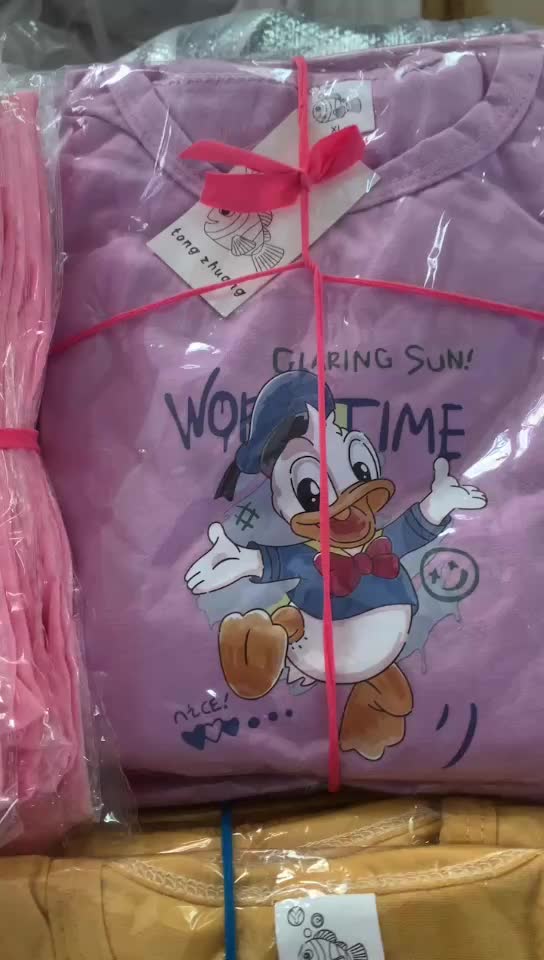 XL
tong zhuang
GLARING SUN!
TIME
NICE!